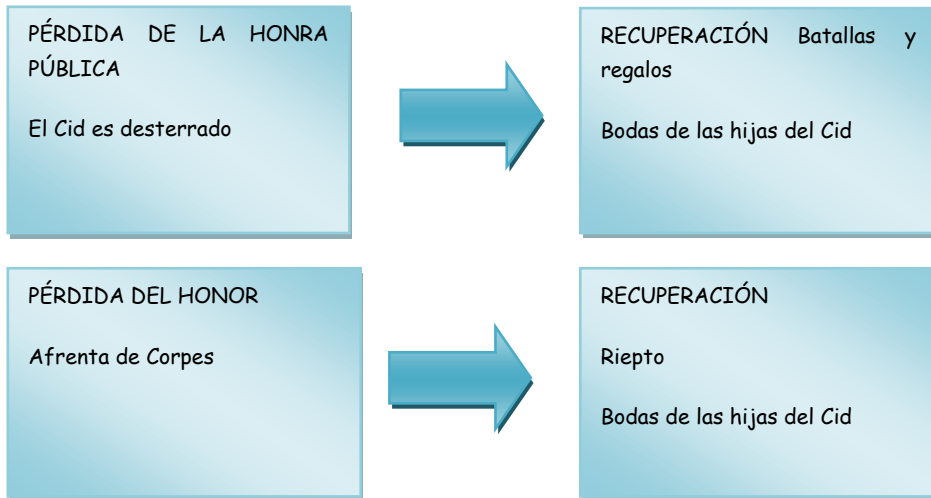 PÉRDIDA DE LA HONRA
PÚBLICA
El Cid es desterrado
RECUPERACIÓN Batallas y
regalos
Bodas de las hijas del Cid
PÉRDIDA DEL HONOR
Afrenta de Corpes
RECUPERACIÓN
Riepto
Bodas de las hijas del Cid